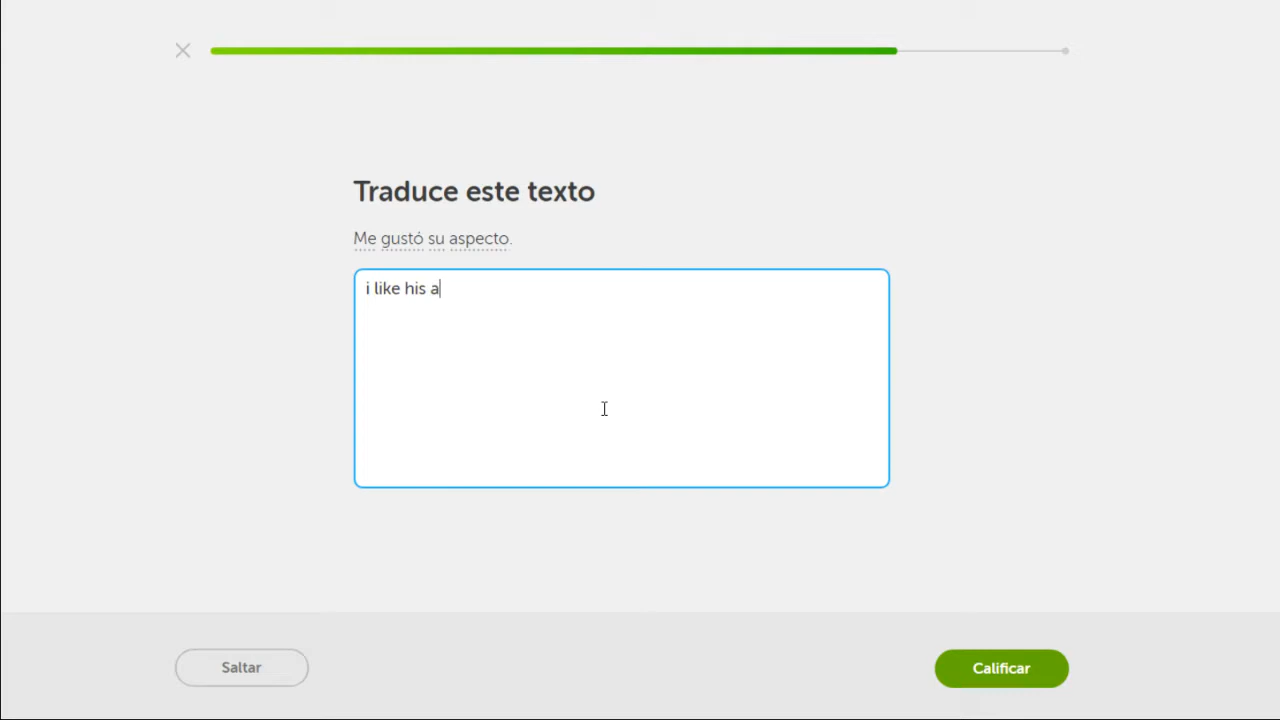 Traduce este texto
Me gustó su aspecto.
i like his a
Saltar
Calificar